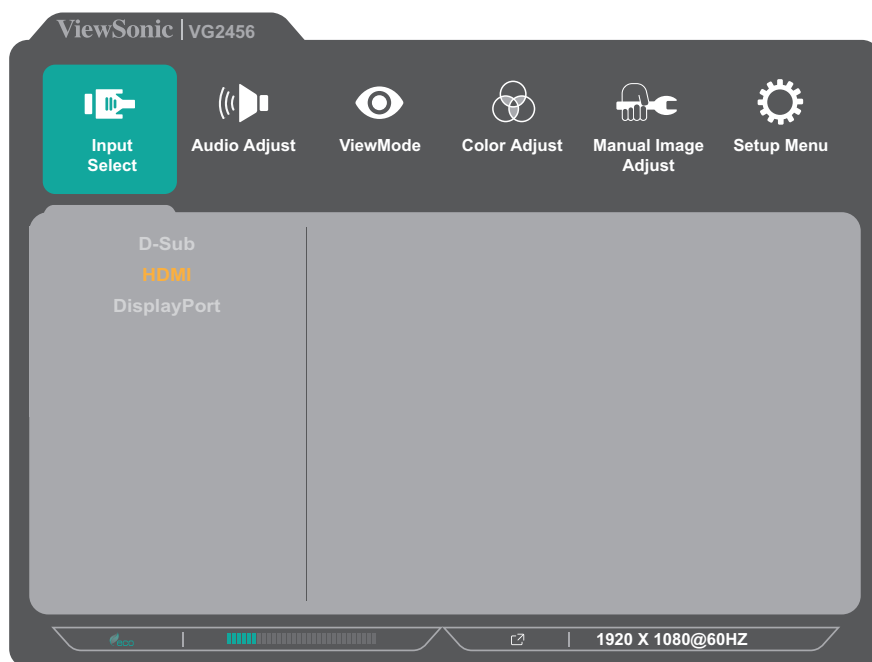 ViewSonic | VG2456
Input Select
Audio Adjust
ViewMode
Color Adjust
Manual Image Adjust
Setup Menu
D-Sub
HDMI
DisplayPort
eco
1920 X 1080@60HZ